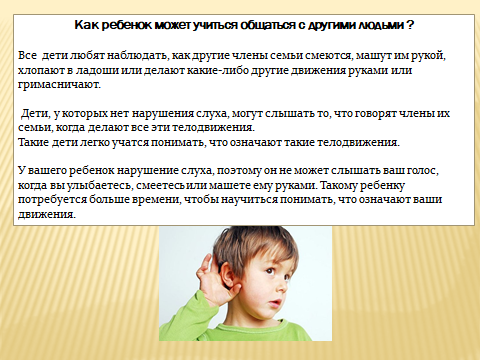 Как ребенок может учиться общаться с другими людьми ?
Все дети любят наблюдать, как другие члены семьи смеются, машут им рукой,
хлопают в ладоши или делают какие-либо другие движения руками или
гримасничают.
Дети, у которых нет нарушения слуха, могут слышать то, что говорят члены их
семьи, когда делают все эти телодвижения.
Такие дети легко учатся понимать, что означают такие телодвижения.
У вашего ребенок нарушение слуха, поэтому он не может слышать ваш голос,
когда вы улыбаетесь, смеетесь или машете ему руками. Такому ребенку
потребуется больше времени, чтобы научиться понимать, что означают ваши
движения.